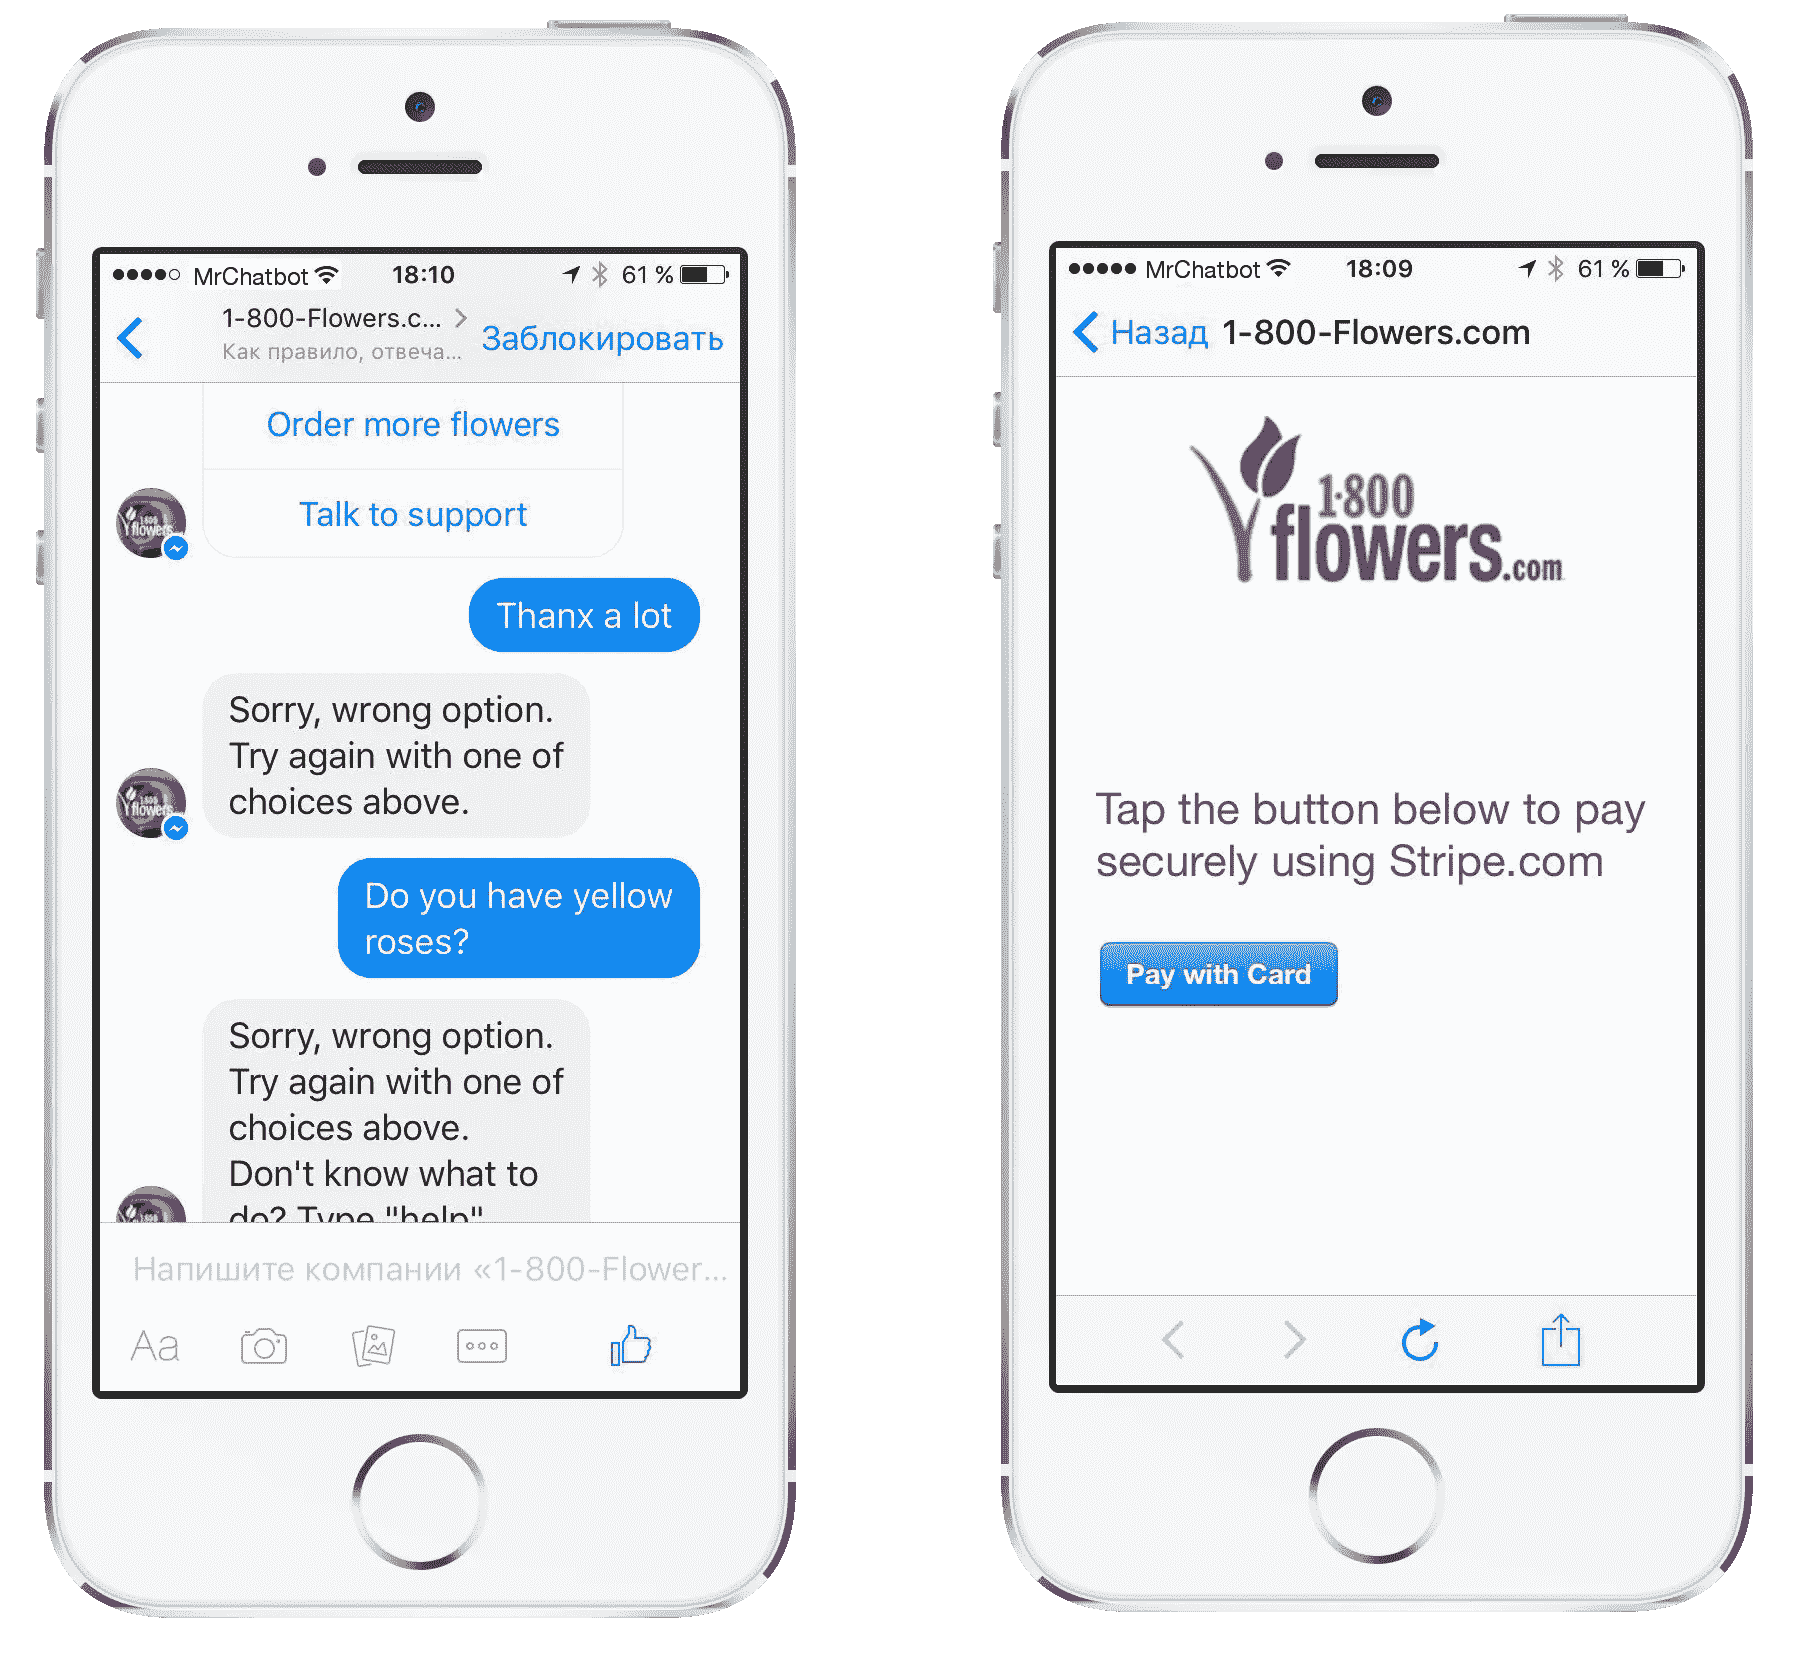 MrChatbot 18:10 61 %
1-800-Flowers.c...
Как правило, отвеча...
Заблокировать
Order more flowers
Talk to support
Thanx a lot
Sorry, wrong option.
Try again with one of
choices above.
Do you have yellow
roses?
Sorry, wrong option.
Try again with one of
choices above.
Don't know what to
do? Type "help"
Напишите компании «1-800-Flower...
Aa
MrChatbot 18:09 61 %
Назад 1-800-Flowers.com
1·800
flowers.com
Tap the button below to pay
securely using Stripe.com
Pay with Card